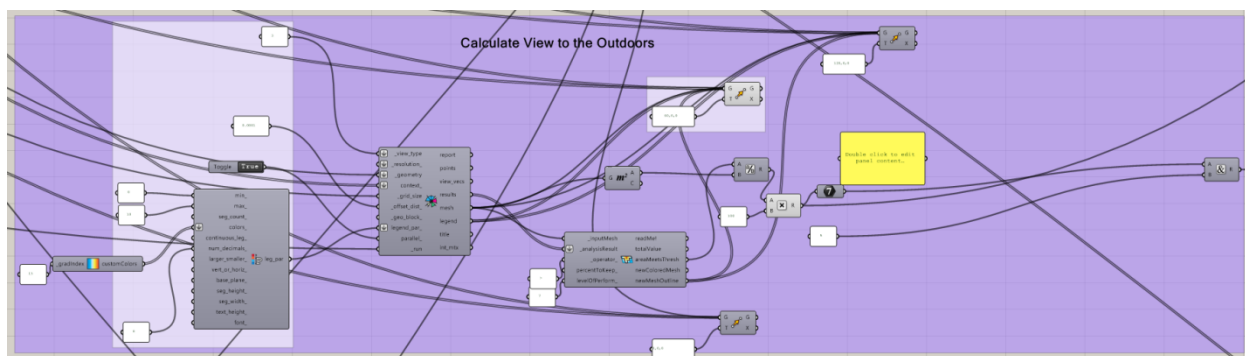 Calculate View to the Outdoors
Toggle True
_view_type
_resolution_
_geometry
context_
_grid_size
_offset_dist_
_geo_block_
legend_par_
parallel_
_run
report
points
view_vecs
results
mesh
legend
title
int_mtx
min_
max_
seg_count_
colors_
continuous_leg_
num_decimals_
larger_smaller_
vert_or_horiz_
base_plane_
seg_height_
seg_width_
text_height_
font_
leg_par
_gradIndex customColors
_inputMesh
_analysisResult
_operator_
percentToKeep_
levelOfPerform_
readMe!
totalValue
areaMeetsThresh
newColoredMesh
newMeshOutline
G m² A
C
A
B R
A
B R
7
Double click to edit
panel content…
A
B & R
G G
T X
G G
T X
G G
T X